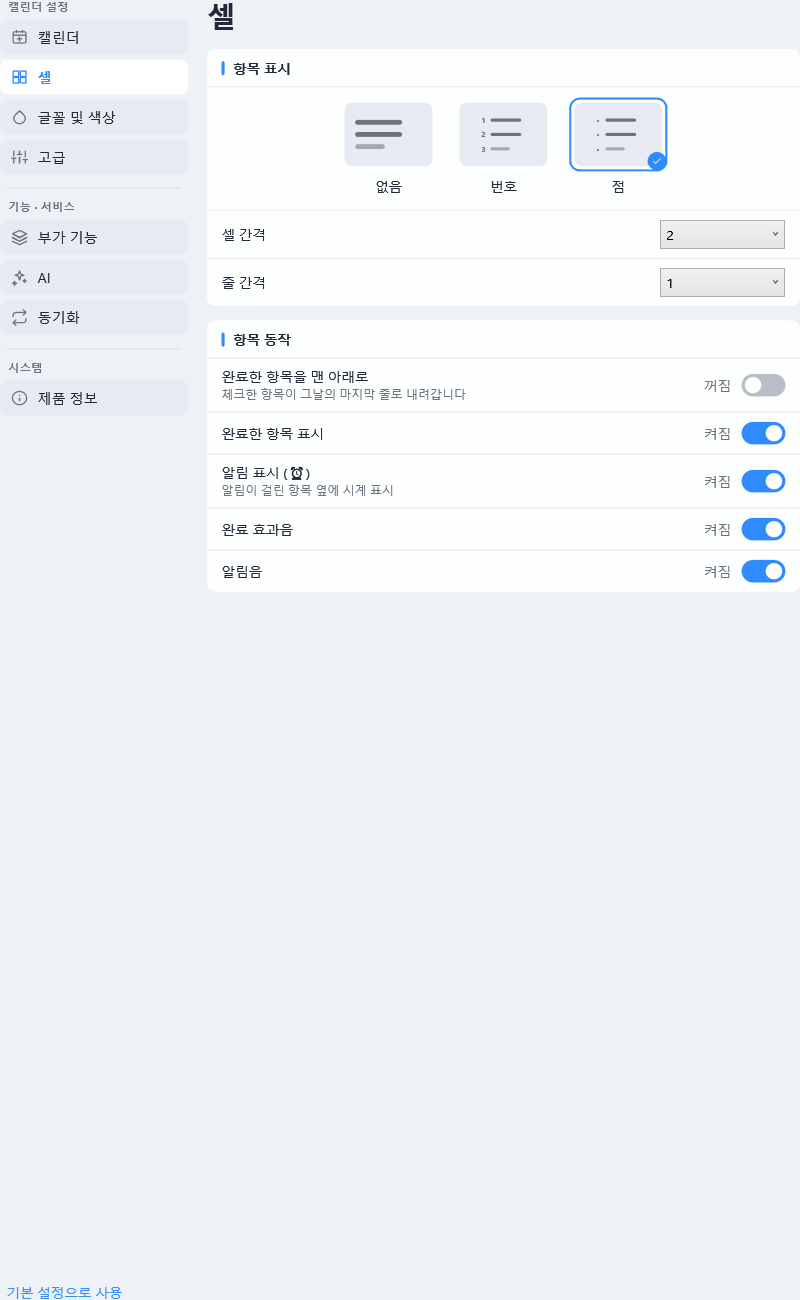 캘린더 설정
캘린더
셀
글꼴 및 색상
고급
기능 · 서비스
부가 기능
AI
동기화
시스템
제품 정보
기본 설정으로 사용
셀
항목 표시
1
2
3
없음
번호
점
셀 간격
2
줄 간격
1
항목 동작
완료한 항목을 맨 아래로
체크한 항목이 그날의 마지막 줄로 내려갑니다
꺼짐
완료한 항목 표시
켜짐
알림 표시 (⏰)
알림이 걸린 항목 옆에 시계 표시
켜짐
완료 효과음
켜짐
알림음
켜짐